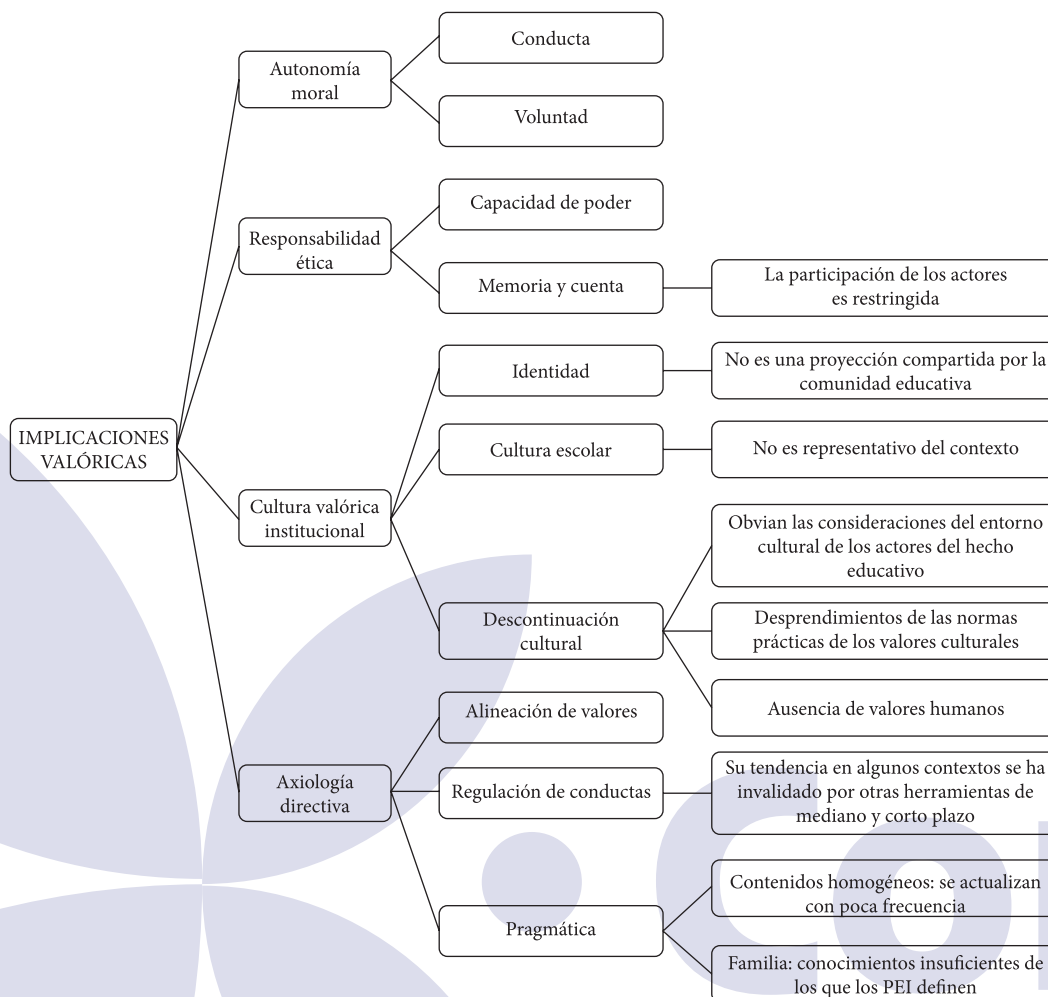 IMPLICACIONES
VALÓRICAS
Autonomía
moral
Conducta
Voluntad
Responsabilidad
ética
Capacidad de poder
Memoria y cuenta
La participación de los actores
es restringida
Cultura valórica
institucional
Identidad
No es una proyección compartida por la
comunidad educativa
Cultura escolar
No es representativo del contexto
Descontinuación
cultural
Obvian las consideraciones del entorno
cultural de los actores del hecho
educativo
Desprendimientos de las normas
prácticas de los valores culturales
Ausencia de valores humanos
Axiología
directiva
Alineación de valores
Regulación de conductas
Su tendencia en algunos contextos se ha
invalidado por otras herramientas de
mediano y corto plazo
Pragmática
Contenidos homogéneos: se actualizan
con poca frecuencia
Familia: conocimientos insuficientes de
los que los PEI definen